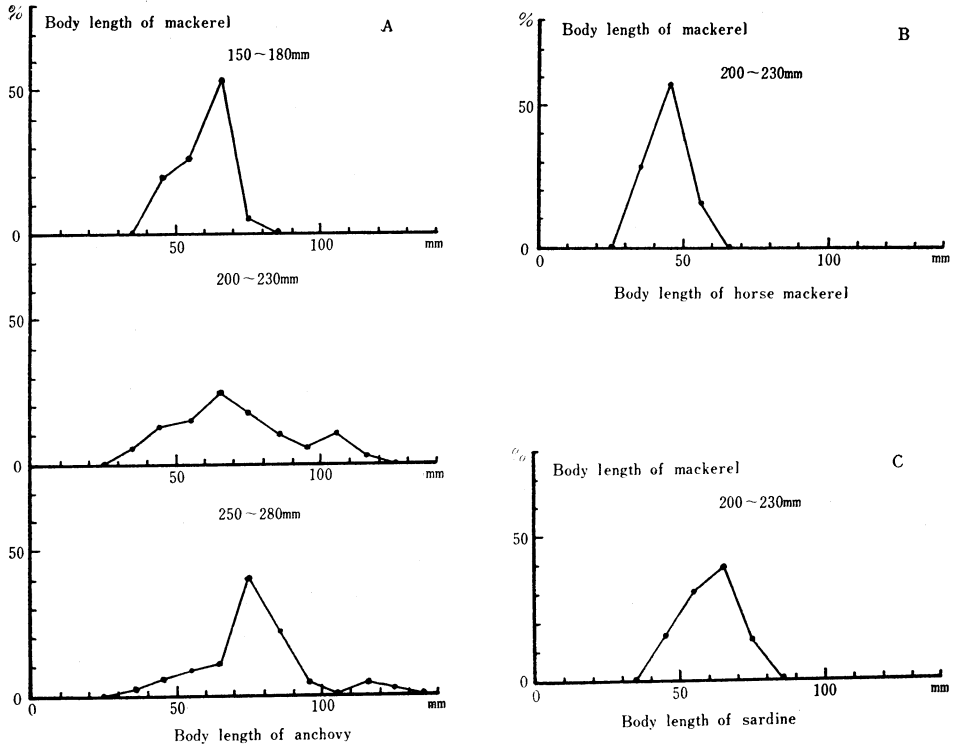 %
Body length of mackerel
A
150~180mm
50
0
50
100
mm
200~230mm
50
0
50
100
mm
250~280mm
50
0
0
50
100
mm
Body length of anchovy
%
Body length of mackerel
B
200~230mm
50
0
0
50
100
mm
Body length of horse mackerel
%
Body length of mackerel
C
200~230mm
50
0
0
50
100
mm
Body length of sardine